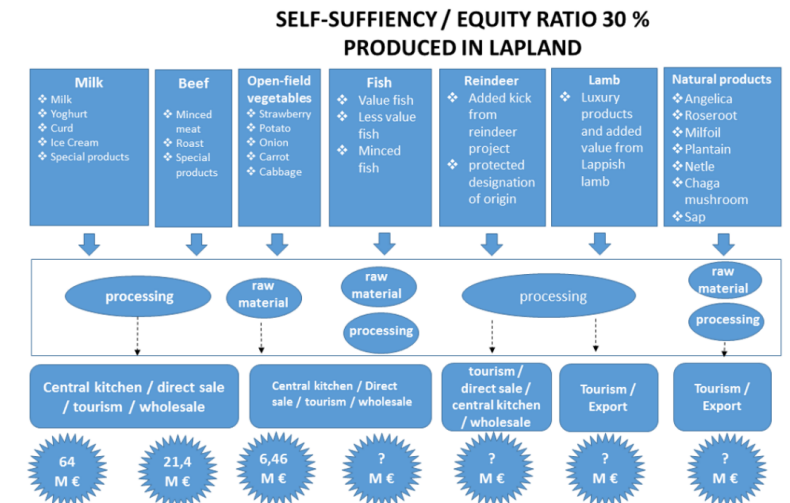 SELF-SUFFIENCY / EQUITY RATIO 30 %
PRODUCED IN LAPLAND
Milk
❖ Milk
❖ Yoghurt
❖ Curd
❖ Ice Cream
❖ Special products
Beef
❖ Minced
meat
❖ Roast
❖ Special
products
Open-field
vegetables
❖ Strawberry
❖ Potato
❖ Onion
❖ Carrot
❖ Cabbage
Fish
❖ Value fish
❖ Less value
fish
❖ Minced
fish
Reindeer
❖ Added kick
from
reindeer
project
❖ protected
designation
of origin
Lamb
❖ Luxury
products
and added
value from
Lappish
lamb
Natural products
❖ Angelica
❖ Roseroot
❖ Milfoil
❖ Plantain
❖ Netle
❖ Chaga
mushroom
❖ Sap
processing
raw
material
raw
material
processing
processing
raw
material
processing
Central kitchen / direct sale
/ tourism / wholesale
Central kitchen / Direct
sale / tourism / wholesale
tourism /
direct sale /
central kitchen
/ wholesale
Tourism /
Export
Tourism /
Export
64
M €
21,4
M €
6,46
M €
?
M €
?
M €
?
M €
?
M €